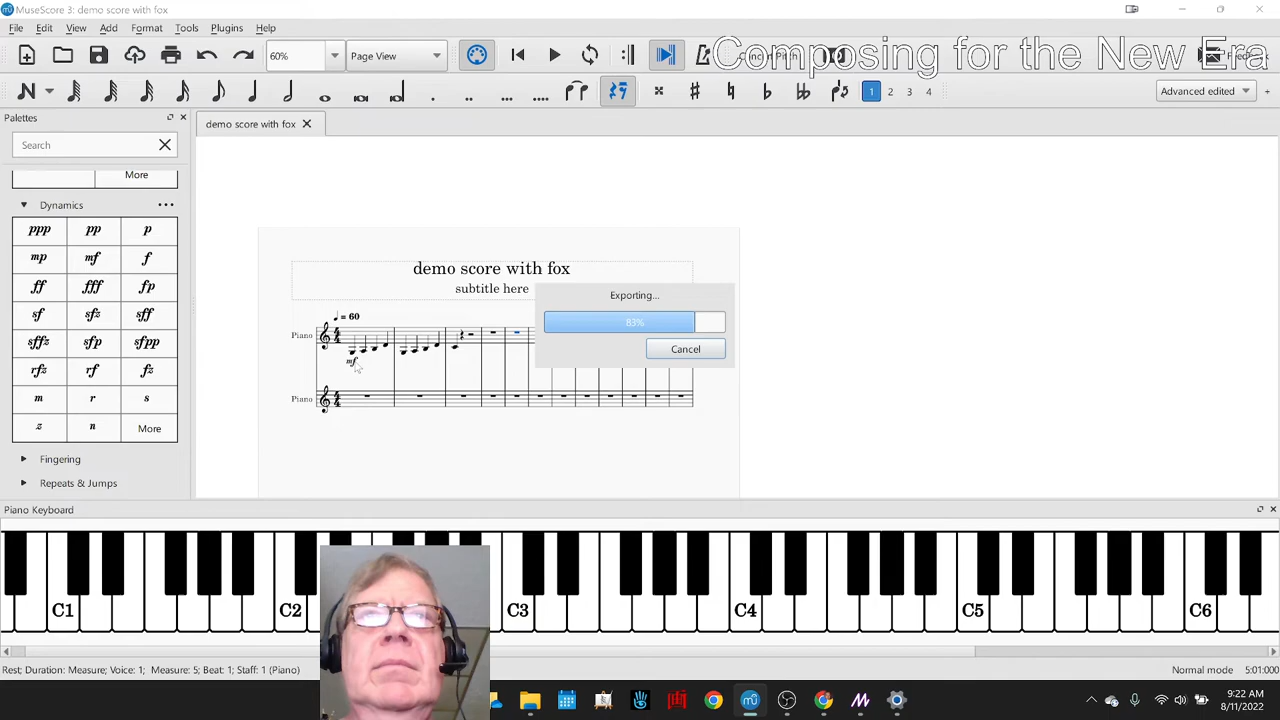 MuseScore 3: demo score with fox
File Edit View Add Format Tools Plugins Help
60% Page View
Composing for the New Era
1 2 3 4 Advanced edited +
Palettes
demo score with fox
Search
More
Dynamics
ppp pp p
mp mf f
ff fff fp
sf sfz sff
sffz sfp sfpp
rfz rf fz
m r s
z n More
Fingering
Repeats & Jumps
demo score with fox
subtitle here
= 60
Piano
mf
Piano
Exporting...
83%
Cancel
Piano Keyboard
C1 C2 C3 C4 C5 C6
Rest; Duration: Measure; Voice: 1; Measure: 5; Beat: 1; Staff: 1 (Piano)
Normal mode 5:01:000
9:22 AM
8/11/2022